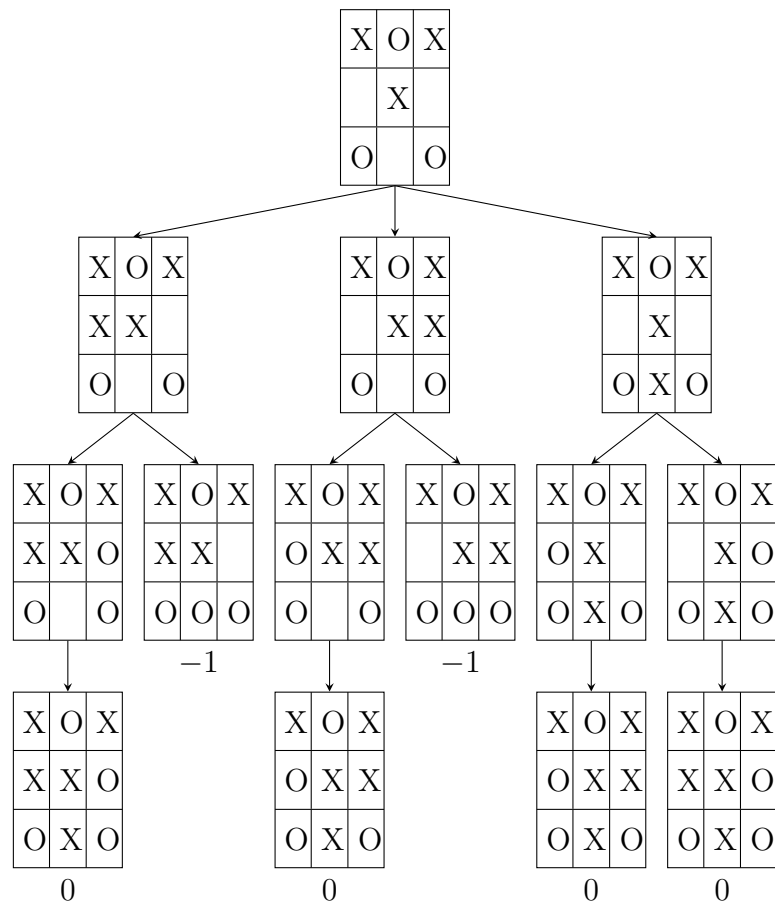 X O X
X
O O
X O X X O X X O X
X X X X X
O O O O O X O
X O X X O X X O X X O X X O X X O X
X X O X X O X X X X O X X O
O O O O O O O O O O O X O O X O
−1 −1
X O X X O X X O X X O X
X X O O X X O X X X X O
O X O O X O O X O O X O
0 0 0 0